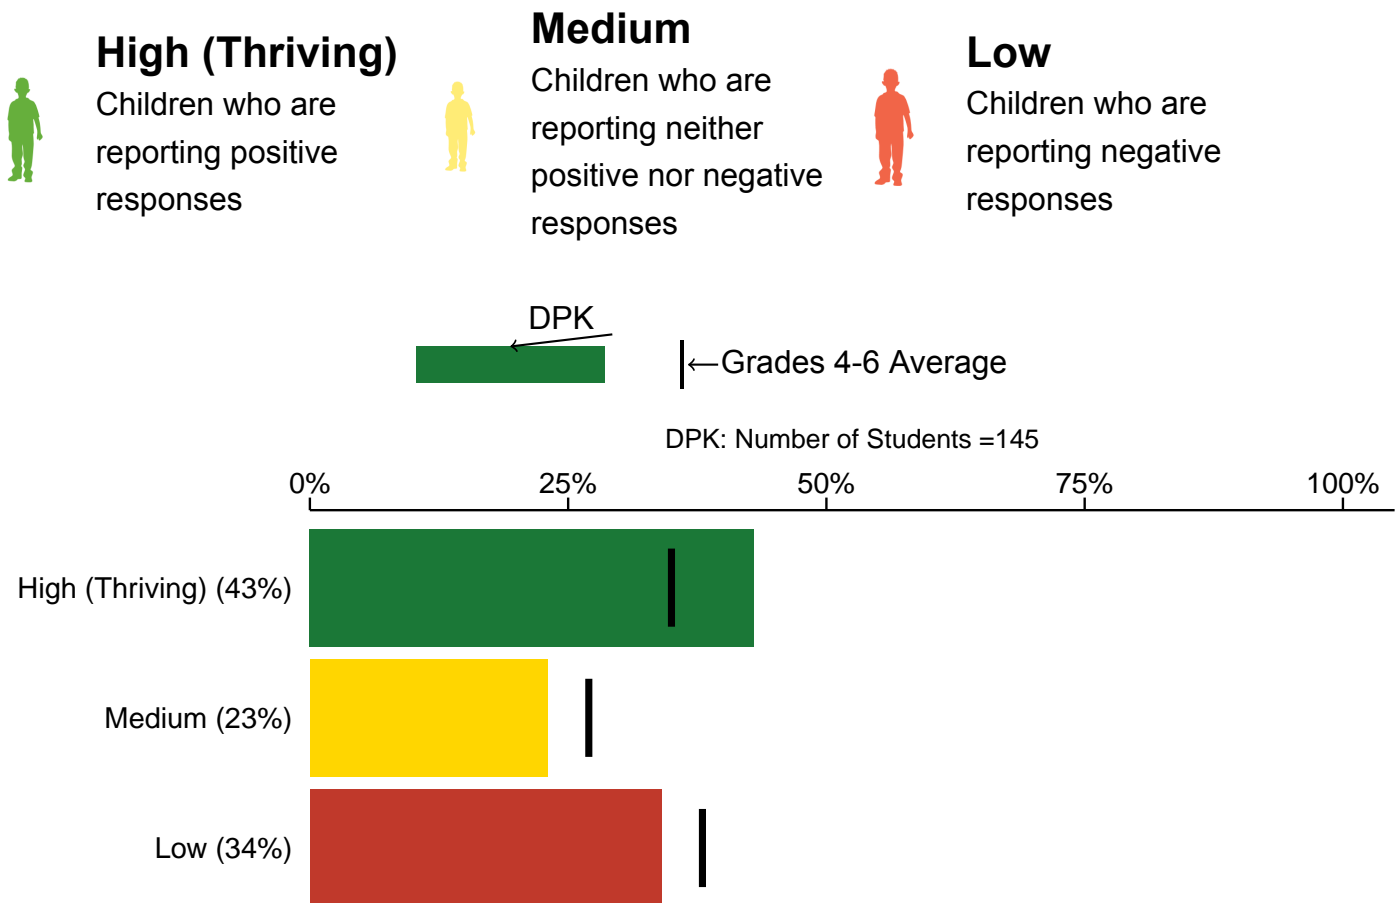 High (Thriving)
Children who are
reporting positive
responses
Medium
Children who are
reporting neither
positive nor negative
responses
Low
Children who are
reporting negative
responses
DPK
←Grades 4-6 Average
DPK: Number of Students =145
0% 25% 50% 75% 100%
High (Thriving) (43%)
Medium (23%)
Low (34%)